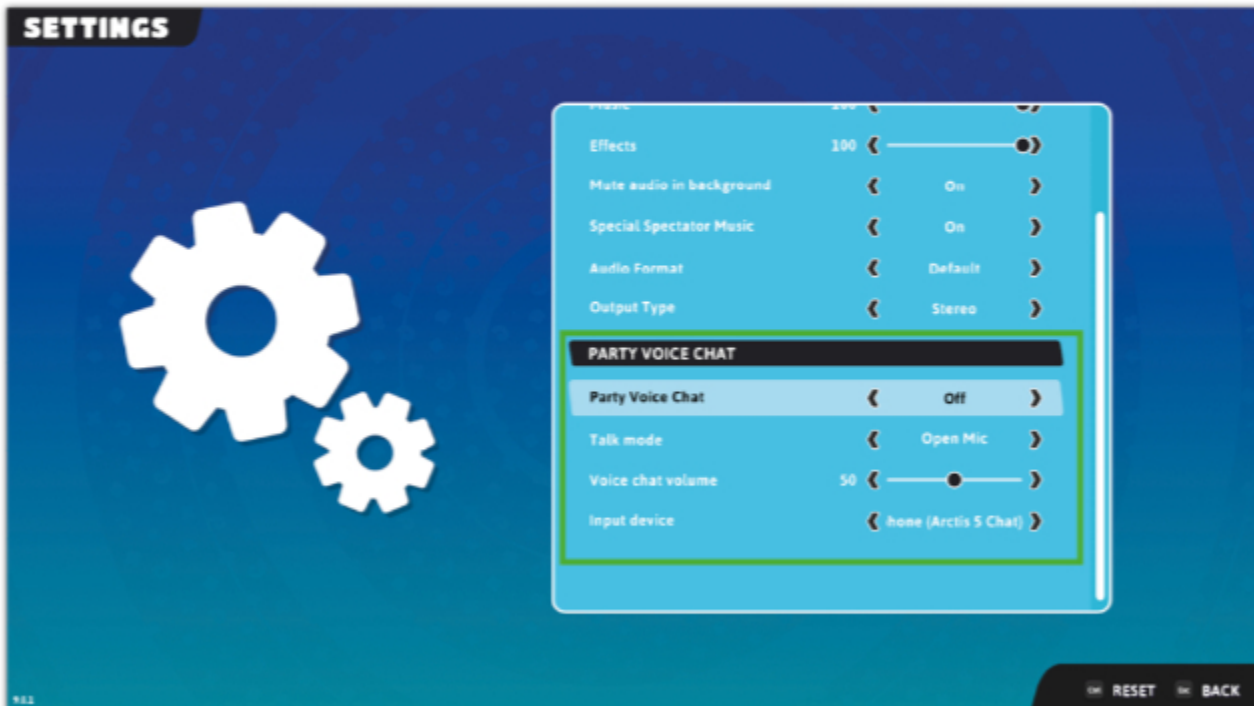 SETTINGS
Music 100
Effects 100
Mute audio in background On
Special Spectator Music On
Audio Format Default
Output Type Stereo
PARTY VOICE CHAT
Party Voice Chat Off
Talk mode Open Mic
Voice chat volume 50
Input device hone (Arctis 5 Chat)
RESET BACK